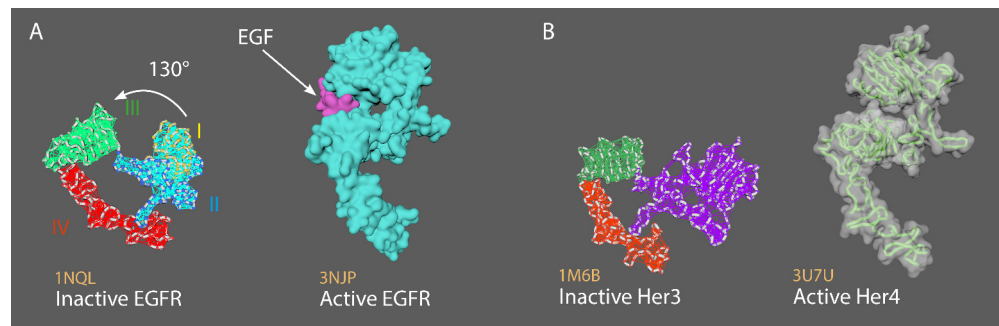 A
EGF
130°
III
I
II
IV
1NQL
Inactive EGFR
3NJP
Active EGFR
B
1M6B
Inactive Her3
3U7U
Active Her4